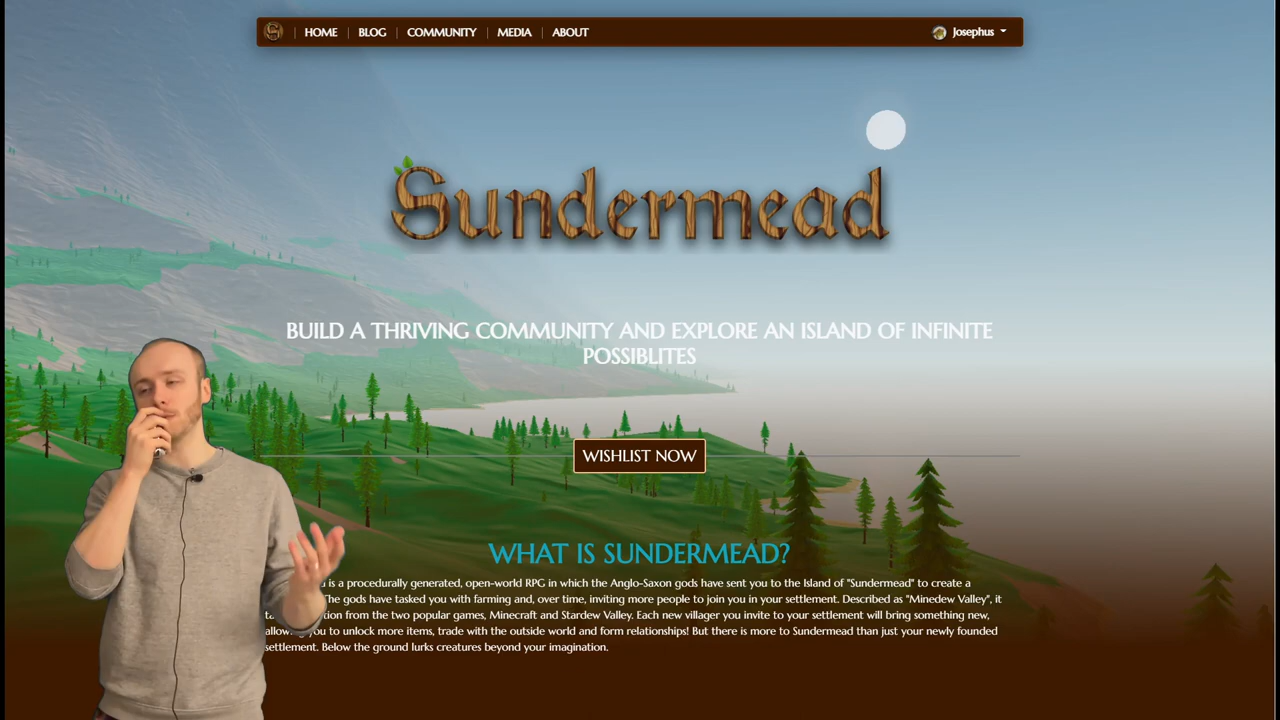 HOME BLOG COMMUNITY MEDIA ABOUT Josephus
Sundermead
BUILD A THRIVING COMMUNITY AND EXPLORE AN ISLAND OF INFINITE
POSSIBLITES
WISHLIST NOW
WHAT IS SUNDERMEAD?
is a procedurally generated, open-world RPG in which the Anglo-Saxon gods have sent you to the Island of "Sundermead" to create a
The gods have tasked you with farming and, over time, inviting more people to join you in your settlement. Described as "Minedew Valley", it
from the two popular games, Minecraft and Stardew Valley. Each new villager you invite to your settlement will bring something new,
you to unlock more items, trade with the outside world and form relationships! But there is more to Sundermead than just your newly founded
settlement. Below the ground lurks creatures beyond your imagination.